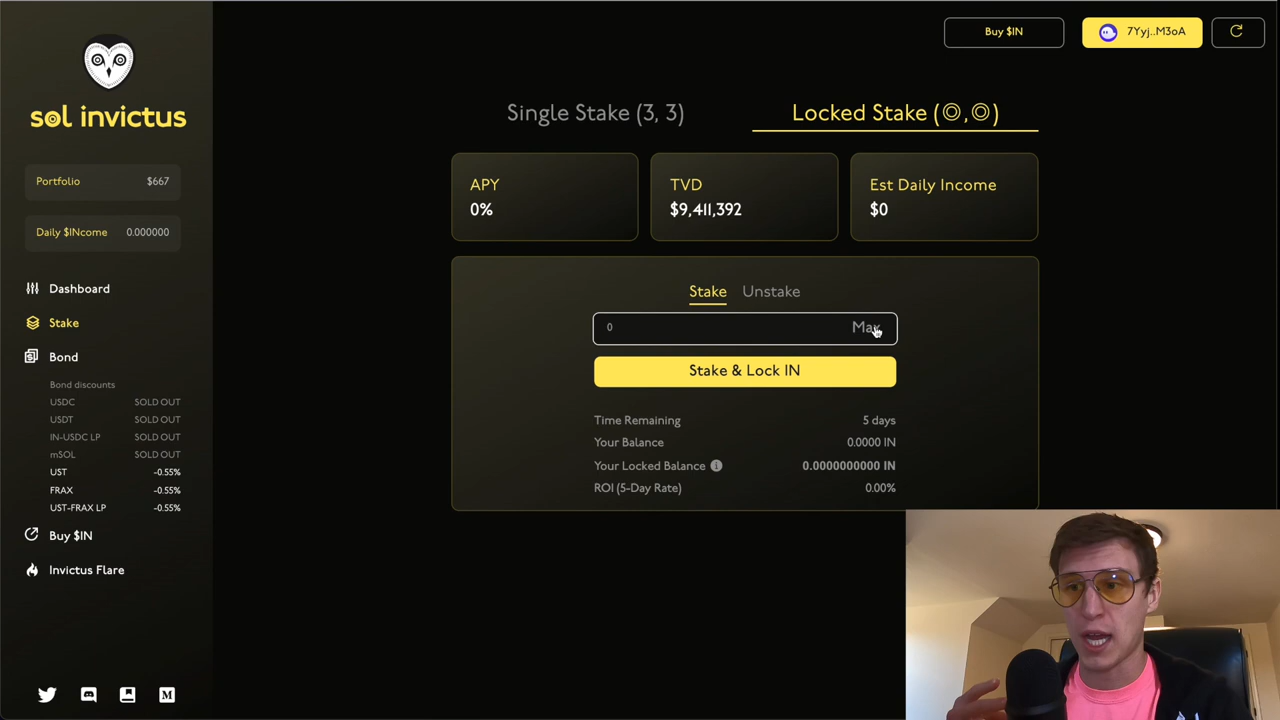 Buy $IN
7Yyj..M3oA
sol invictus
Single Stake (3, 3)
Locked Stake (◎,◎)
Portfolio $667
Daily $INcome 0.000000
APY
0%
TVD
$9,411,392
Est Daily Income
$0
Dashboard
Stake
Bond
Bond discounts
USDC SOLD OUT
USDT SOLD OUT
IN-USDC LP SOLD OUT
mSOL SOLD OUT
UST -0.55%
FRAX -0.55%
UST-FRAX LP -0.55%
Buy $IN
Invictus Flare
Stake Unstake
0 Max
Stake & Lock IN
Time Remaining 5 days
Your Balance 0.0000 IN
Your Locked Balance 0.0000000000 IN
ROI (5-Day Rate) 0.00%
M